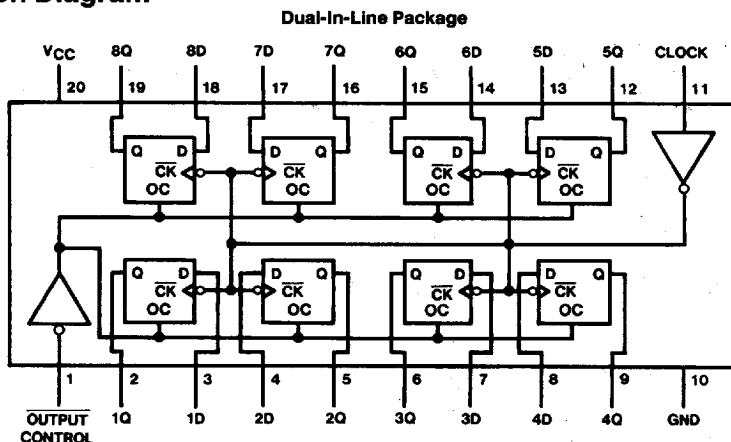 Dual-In-Line Package
VCC 8Q 8D 7D 7Q 6Q 6D 5D 5Q CLOCK
20 19 18 17 16 15 14 13 12 11
Q D D Q Q D D Q
CK CK CK CK
OC OC OC OC
Q D D Q Q D D Q
CK CK CK CK
OC OC OC OC
1 2 3 4 5 6 7 8 9 10
OUTPUT 1Q 1D 2D 2Q 3Q 3D 4D 4Q GND
CONTROL